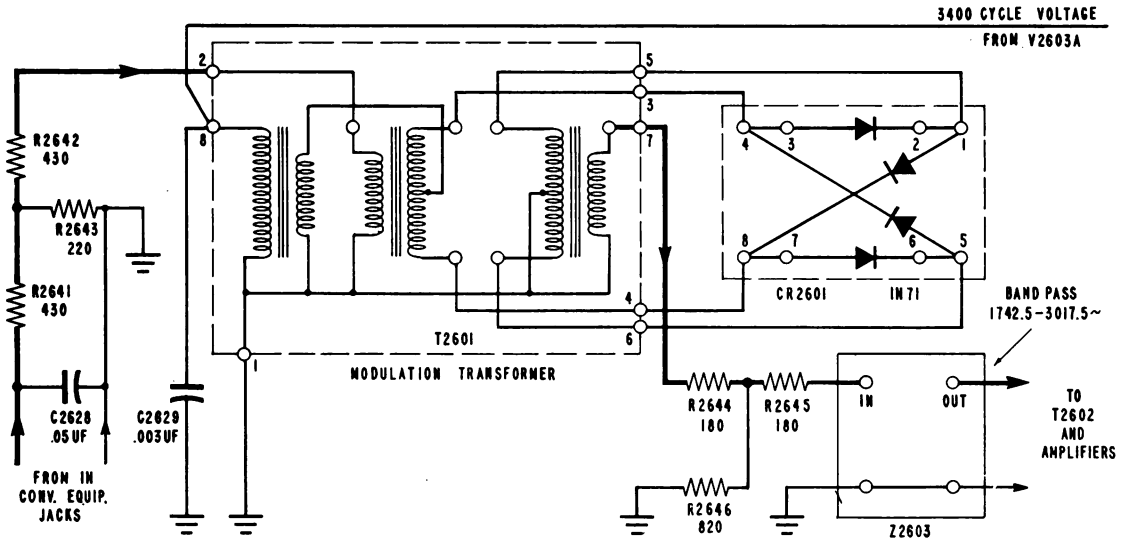 3400 CYCLE VOLTAGE
FROM V2603A
2
5
3
8
7
R2642
430
4
3
2
1
R2643
220
8
7
6
5
R2641
430
4
CR2601
IN71
BAND PASS
1742.5-3017.5~
T2601
6
1
MODULATION TRANSFORMER
C2628
.05UF
C2629
.003UF
R2644
180
R2645
180
IN
OUT
TO
T2602
AND
AMPLIFIERS
FROM IN
CONV. EQUIP.
JACKS
R2646
820
Z2603